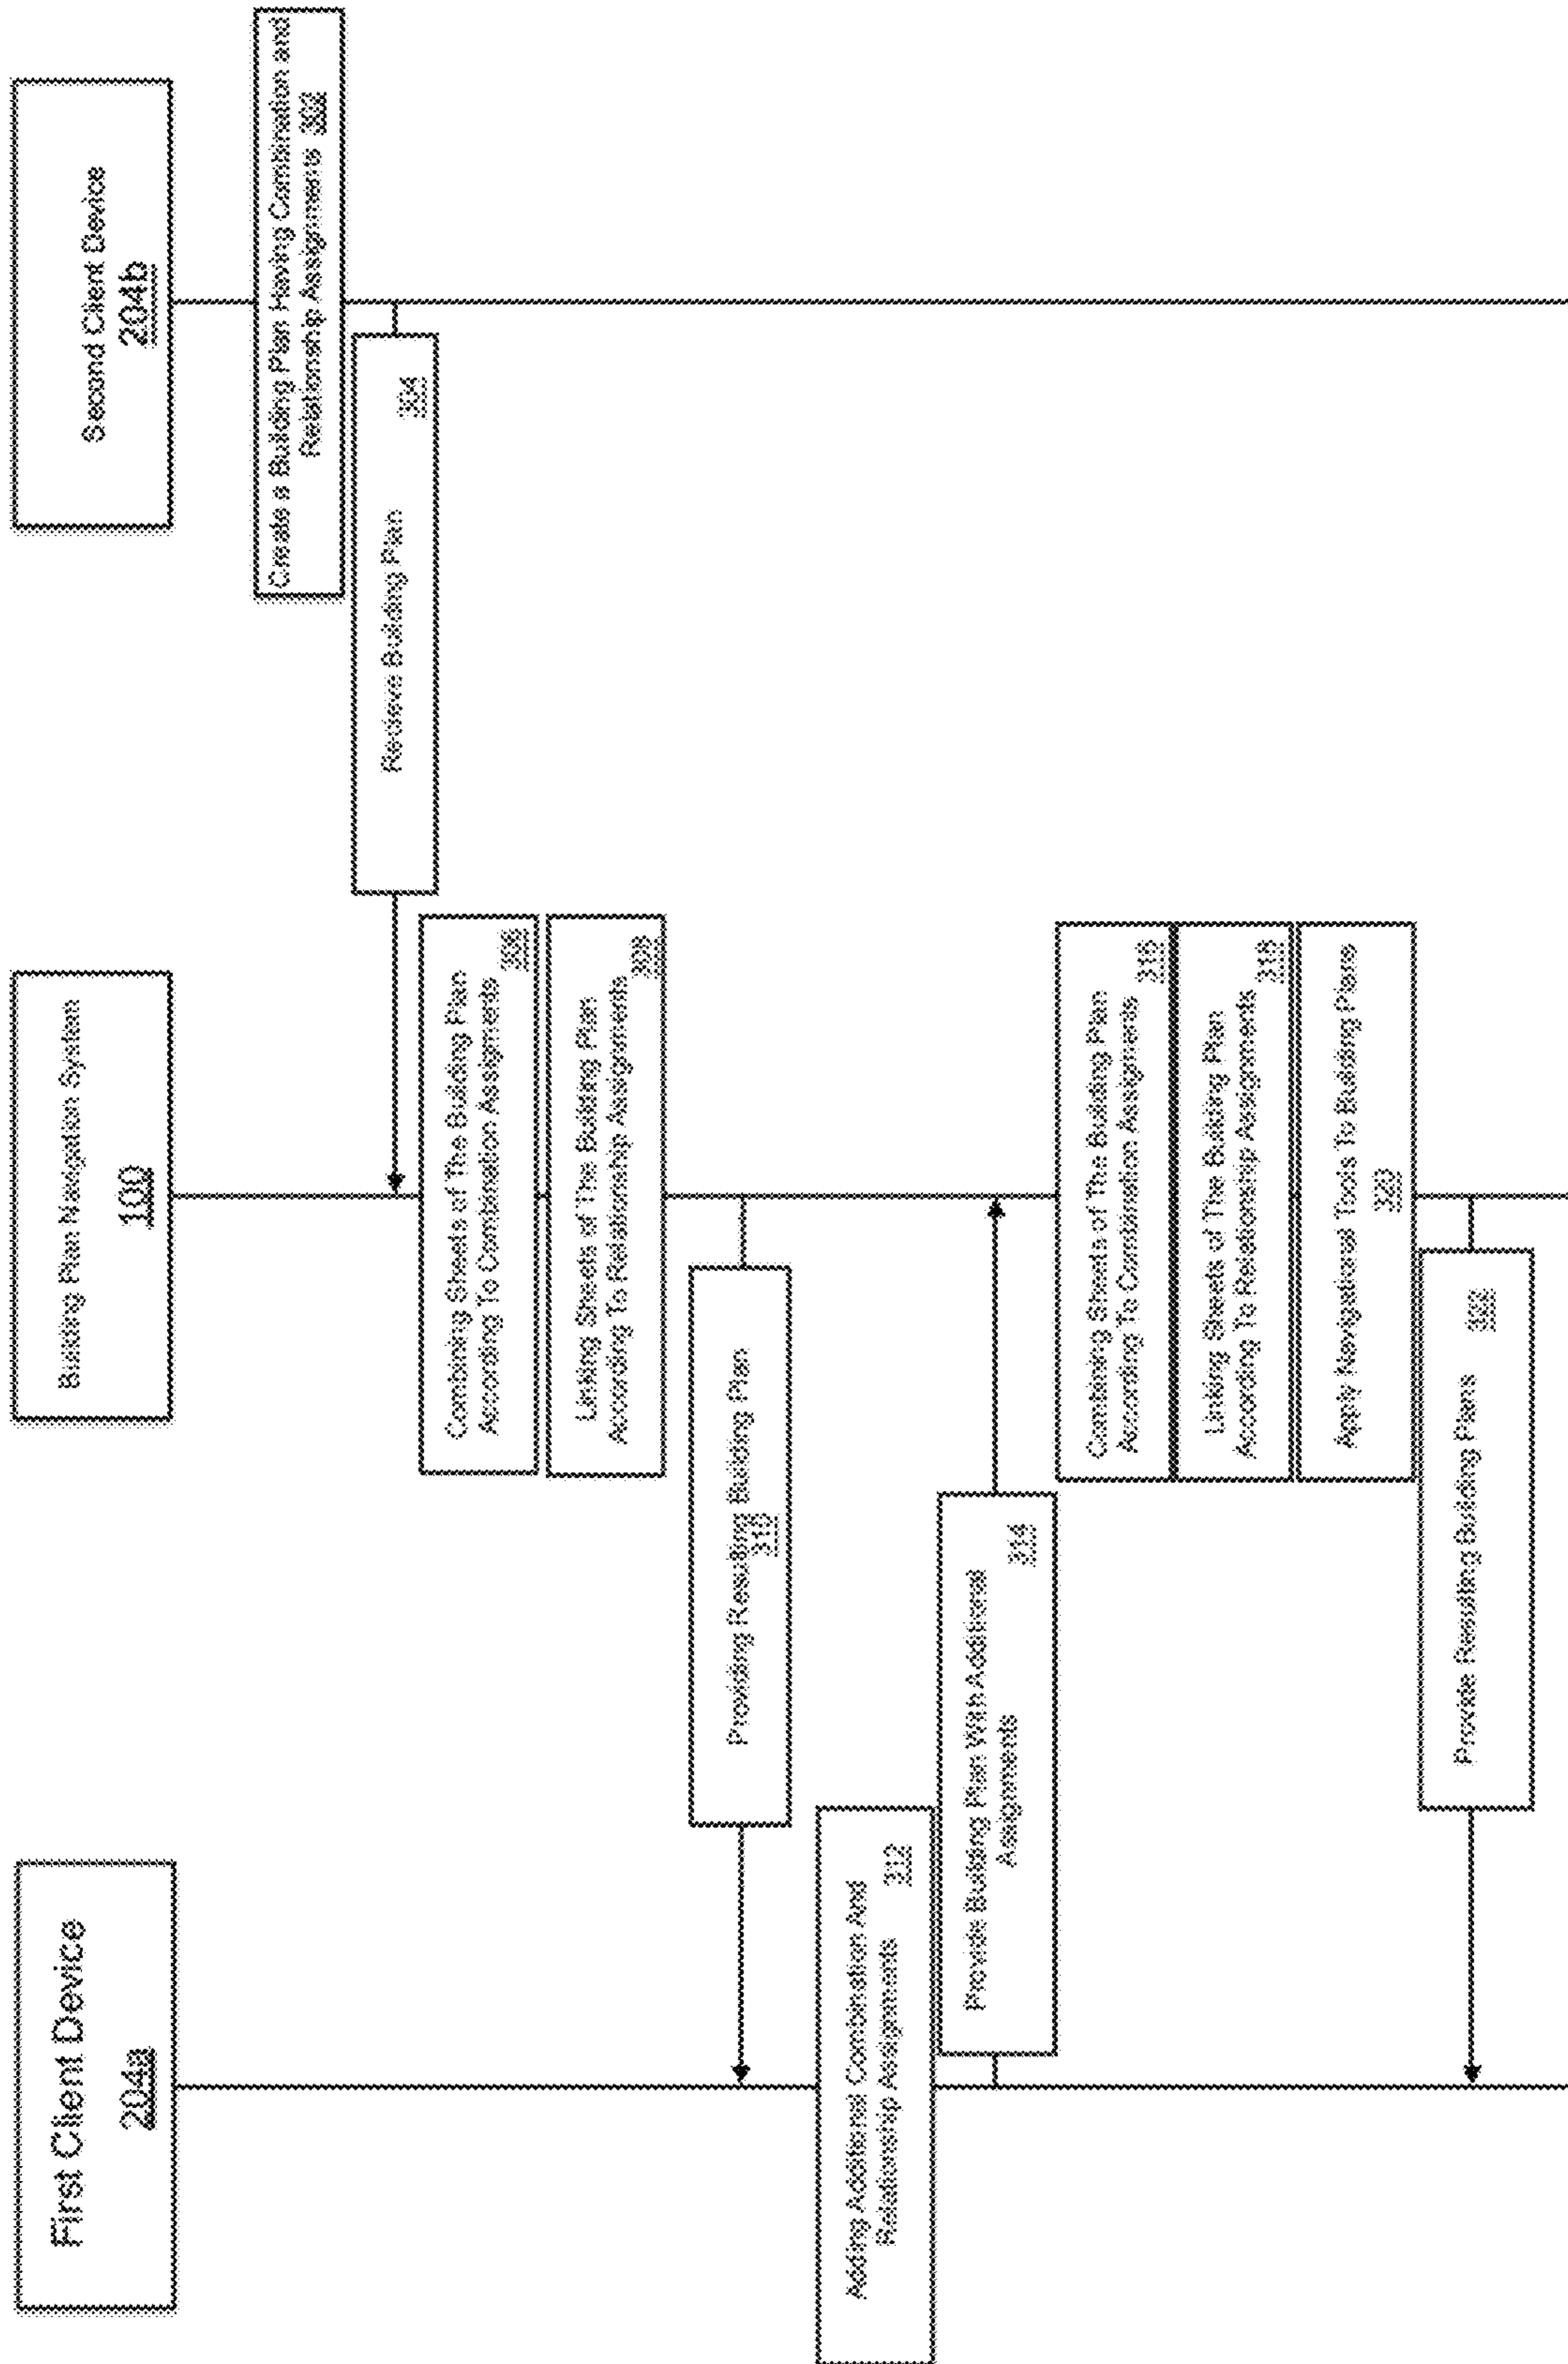 First Client Device
204a
Building Plan Navigation System
100
Second Client Device
204b
Create a Building Plan Having Combination and
Relationship Assignments 302
Recieve Building Plan
304
Combining Sheets of The Building Plan
According To Combination Assigments
306
Linking Sheets of The Building Plan
According To Relationship Assignments
308
Providing Resulting Building Plan
310
Adding Additional Combination And
Relationship Assignments
312
Provide Building Plan With Additional
Assignments
314
Combining Sheets of The Building Plan
According To Combination Assignments
316
Linking Sheets of The Building Plan
According To Relationship Assignments
318
Apply Navigational Tools To Building Plans
320
Provide Resulting Building Plans
322